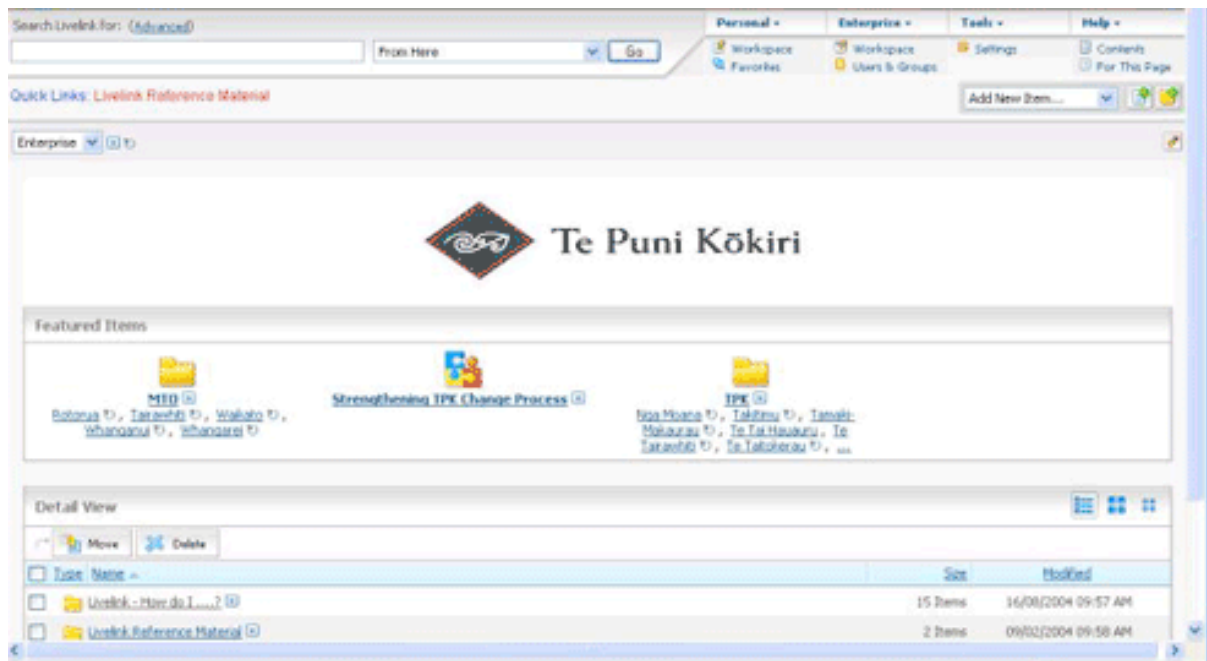 Search Livelink for: (Advanced)
From Here
Go
Personal
Enterprise
Tools
Help
Workspace
Workspace
Settings
Contents
Favorites
Users & Groups
For This Page
Quick Links: Livelink Reference Material
Add New Item....
Enterprise
Te Puni Kōkiri
Featured Items
MTO
Rotorua, Tairawhiti, Waikato,
Whanganui, Whangarei
Strengthening TPK Change Process
TPK
Nga Moana, Takitimu, Tamaki-
Makaurau, Te Tai Hauauru, Te
Tairawhiti, Te Taitokerau, ...
Detail View
Move
Delete
Type Name Size Modified
Livelink - How do I.....? 15 Items 16/08/2004 09:57 AM
Livelink Reference Material 2 Items 09/02/2004 09:58 AM